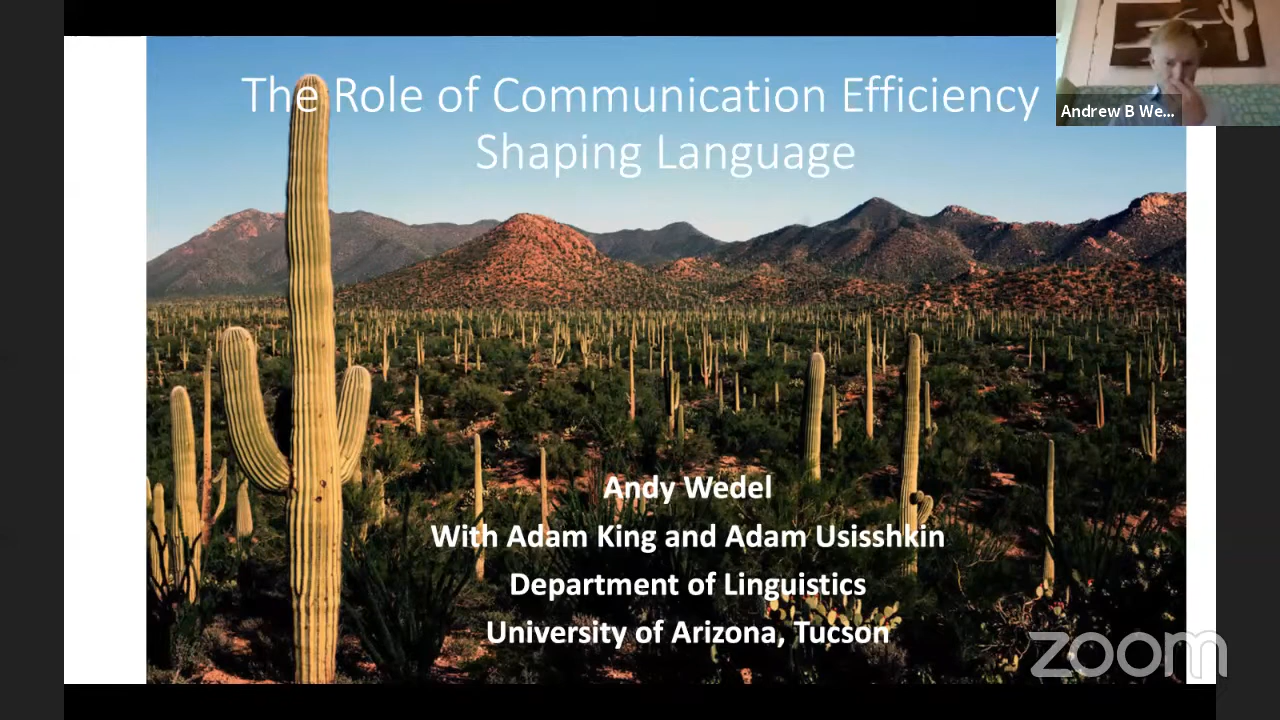 The Role of Communication Efficiency
Shaping Language
Andrew B We...
Andy Wedel
With Adam King and Adam Usisshkin
Department of Linguistics
University of Arizona, Tucson
zoom